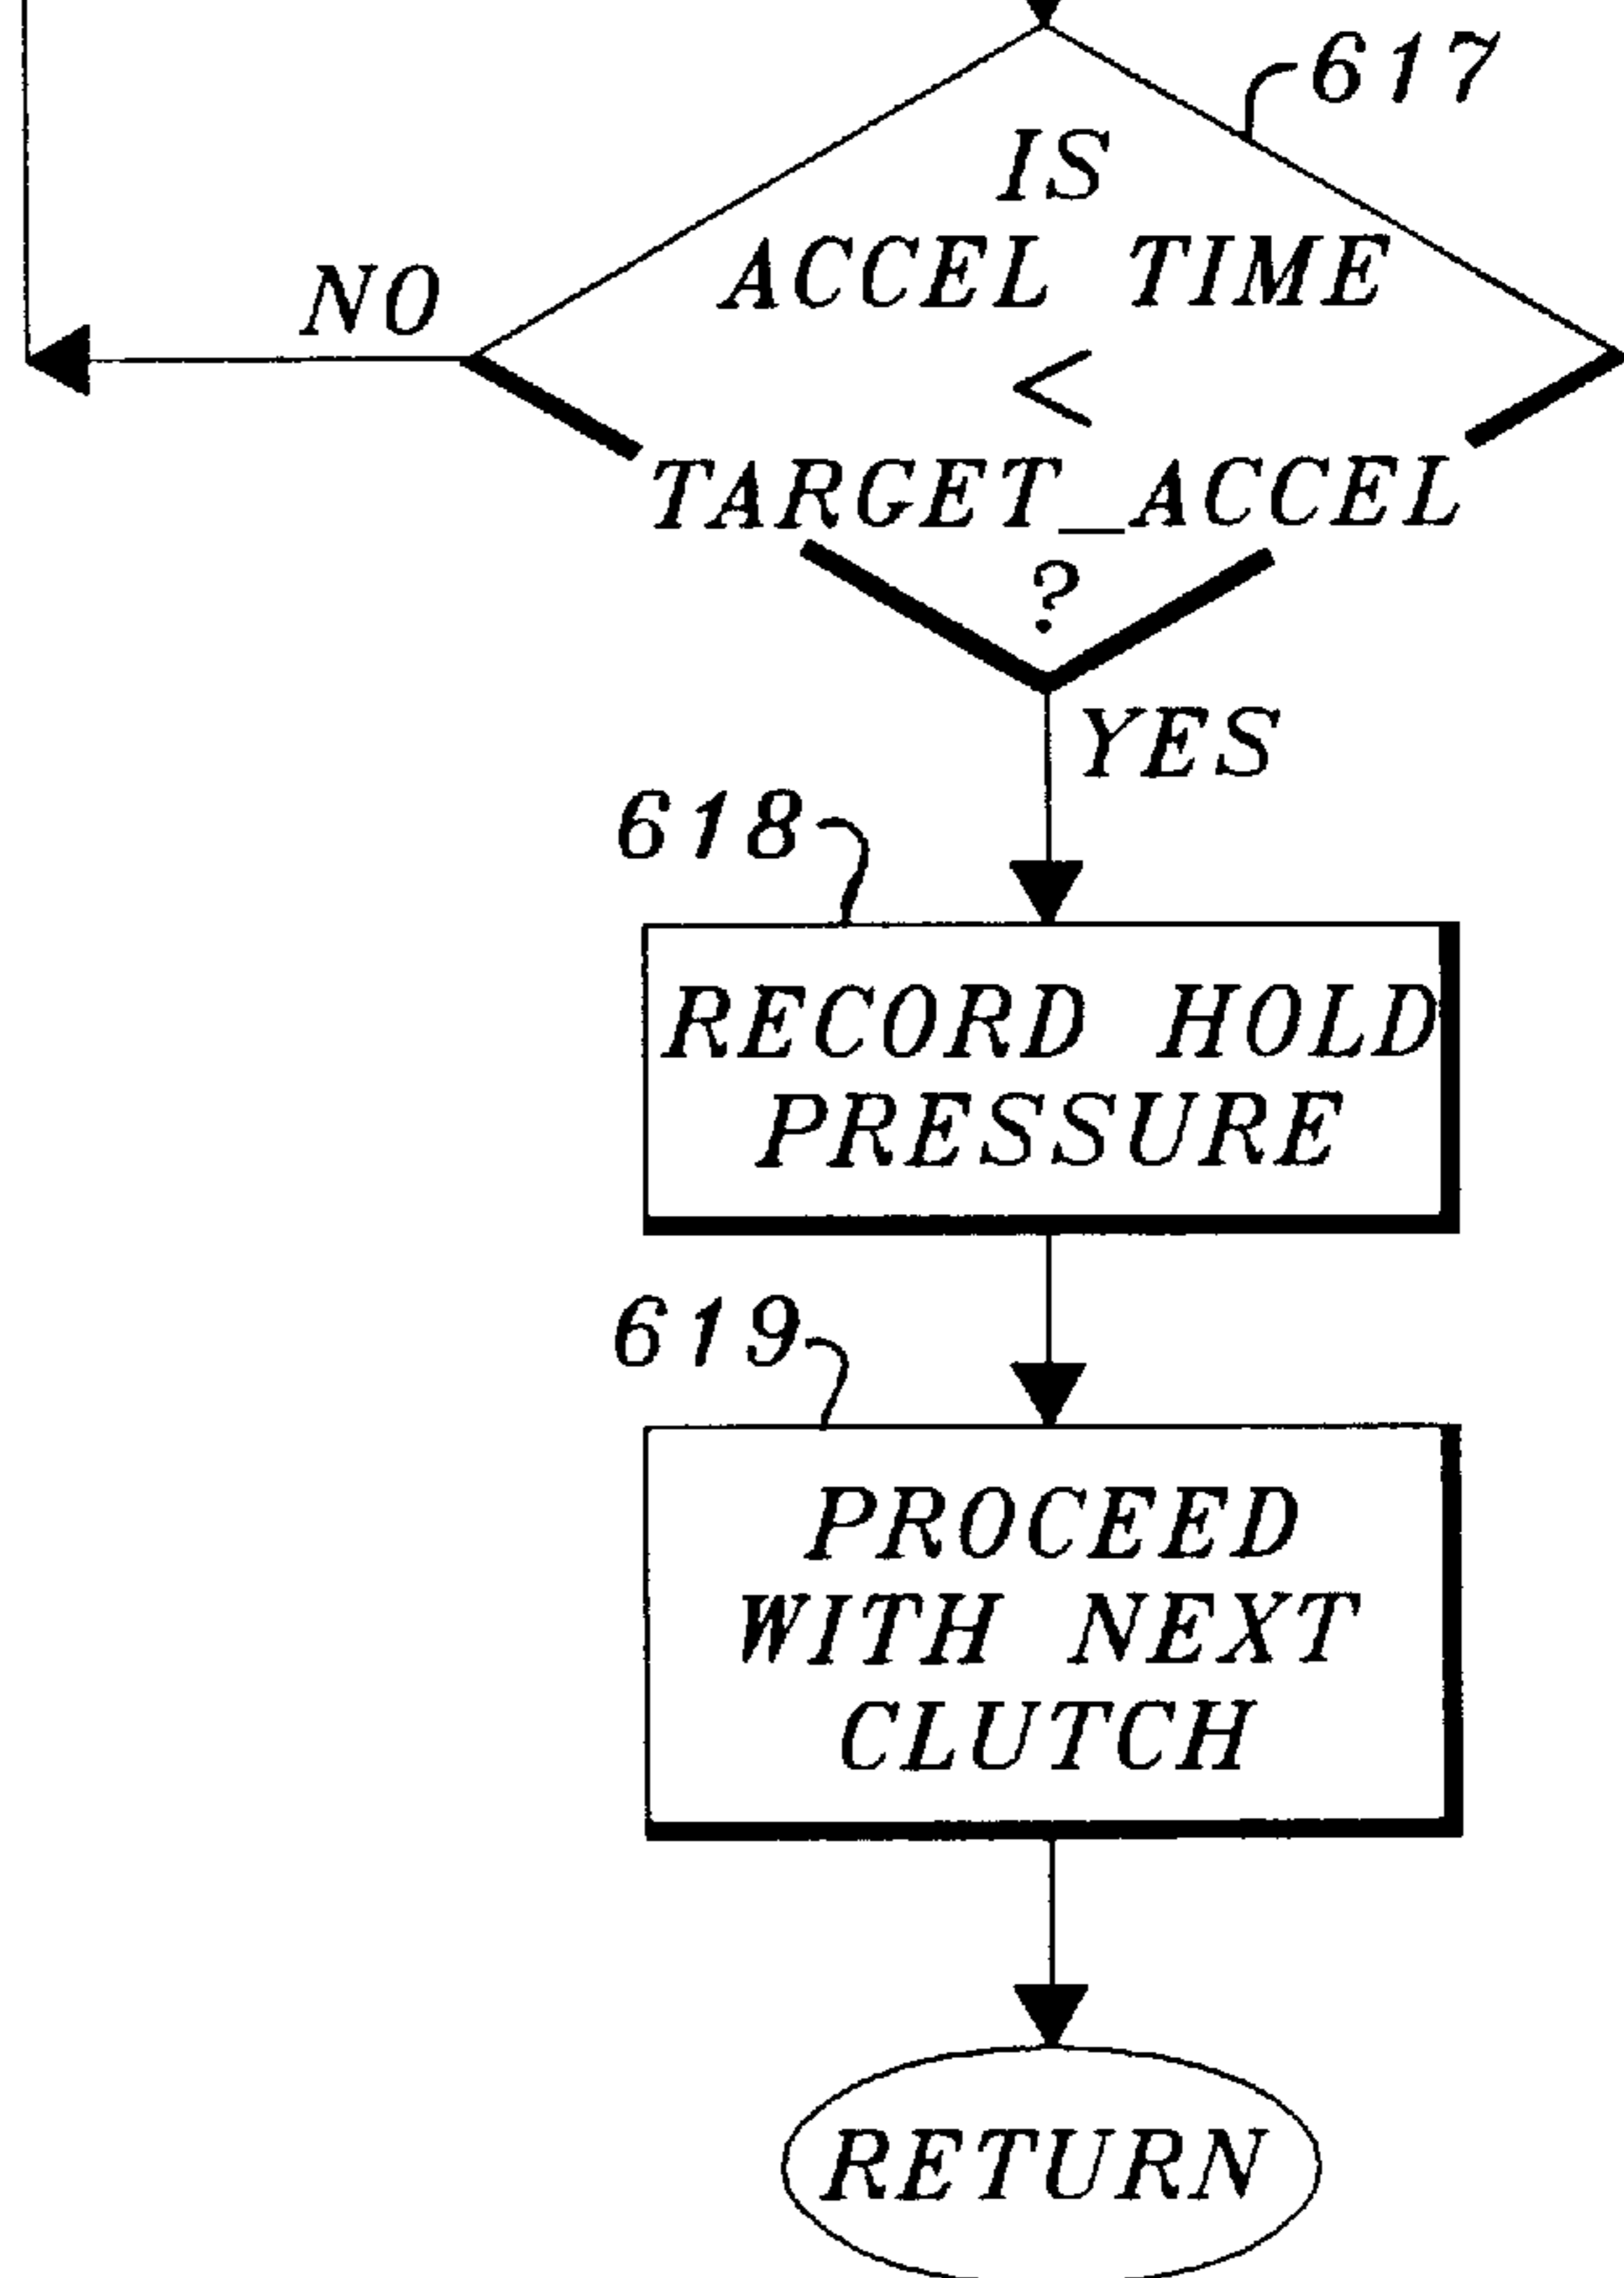 617
IS
ACCEL TIME
<
TARGET_ACCEL
?
NO
YES
618
RECORD HOLD
PRESSURE
619
PROCEED
WITH NEXT
CLUTCH
RETURN